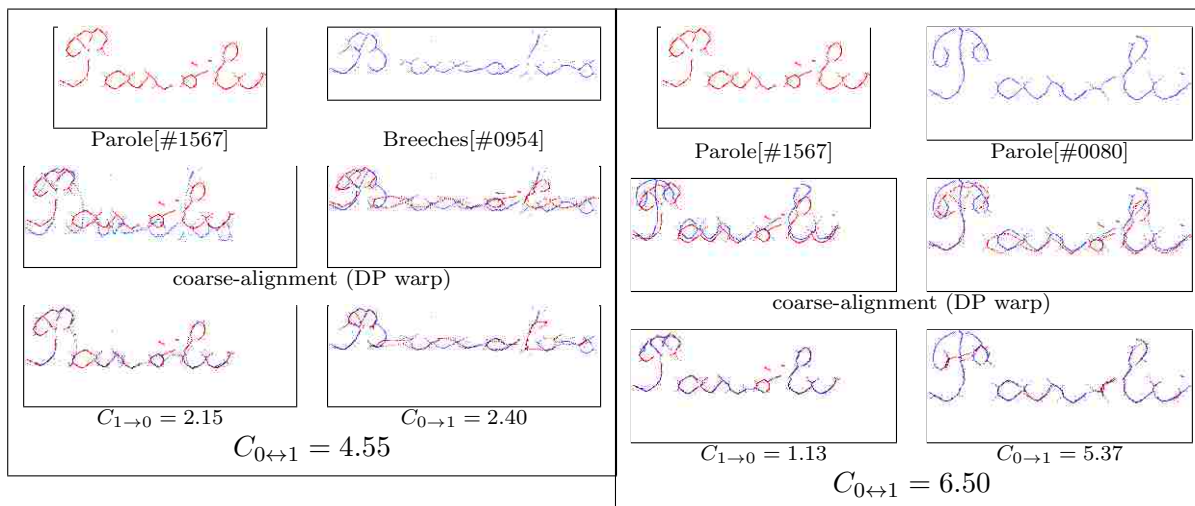 Parole[#1567]
Breeches[#0954]
coarse-alignment (DP warp)
C1→0 = 2.15
C0→1 = 2.40
C0↔1 = 4.55
Parole[#1567]
Parole[#0080]
coarse-alignment (DP warp)
C1→0 = 1.13
C0→1 = 5.37
C0↔1 = 6.50